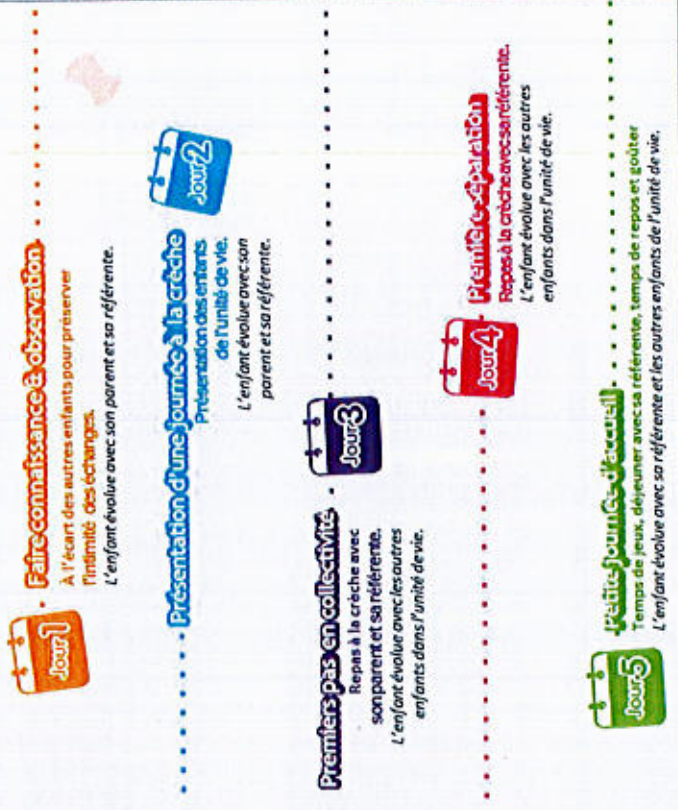 Jour 1
Faire connaissance & observation
À l'écart des autres enfants pour préserver
l'intimité des échanges.
L'enfant évolue avec son parent et sa référente.
Jour 2
Présentation d'une journée à la crèche
Présentation des enfants
de l'unité de vie.
L'enfant évolue avec son
parent et sa référente.
Jour 3
Premiers pas en collectivité
Repas à la crèche avec
son parent et sa référente.
L'enfant évolue avec les autres
enfants dans l'unité de vie.
Jour 4
Première séparation
Repas à la crèche avec sa référente.
L'enfant évolue avec les autres
enfants dans l'unité de vie.
Jour 5
Petite journée d'accueil
Temps de jeux, déjeuner avec sa référente, temps de repos et goûter
L'enfant évolue avec sa référente et les autres enfants de l'unité de vie.